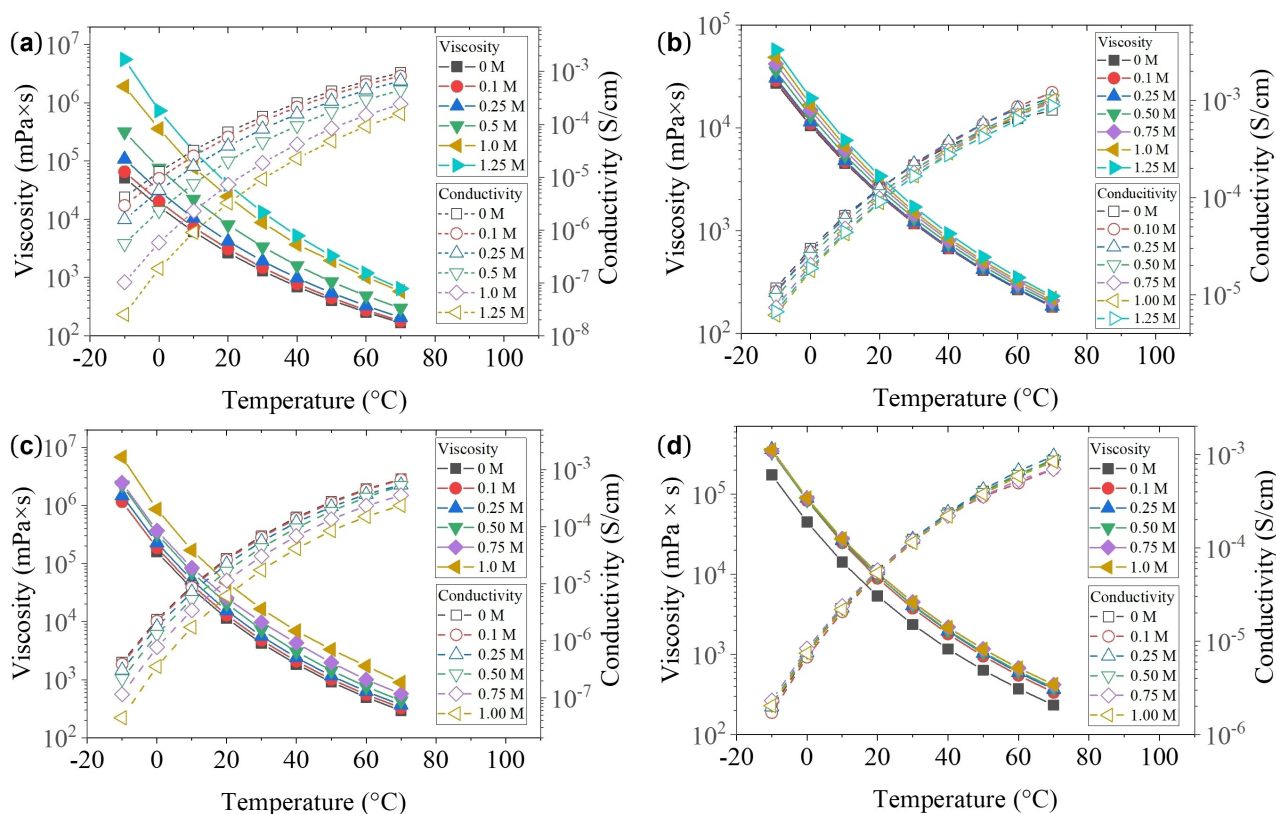 (a)
Viscosity (mPa×s)
10^7
10^6
10^5
10^4
10^3
10^2
-20 0 20 40 60 80 100
Temperature (°C)
Conductivity (S/cm)
10^-3
10^-4
10^-5
10^-6
10^-7
10^-8
Viscosity
0 M
0.1 M
0.25 M
0.5 M
1.0 M
1.25 M
Conductivity
0 M
0.1 M
0.25 M
0.5 M
1.0 M
1.25 M
(b)
Viscosity (mPa×s)
10^5
10^4
10^3
10^2
-20 0 20 40 60 80 100
Temperature (°C)
Conductivity (S/cm)
10^-3
10^-4
10^-5
Viscosity
0 M
0.1 M
0.25 M
0.50 M
0.75 M
1.0 M
1.25 M
Conductivity
0 M
0.10 M
0.25 M
0.50 M
0.75 M
1.00 M
1.25 M
(c)
Viscosity (mPa×s)
10^7
10^6
10^5
10^4
10^3
10^2
-20 0 20 40 60 80 100
Temperature (°C)
Conductivity (S/cm)
10^-3
10^-4
10^-5
10^-6
10^-7
Viscosity
0 M
0.1 M
0.25 M
0.50 M
0.75 M
1.0 M
Conductivity
0 M
0.1 M
0.25 M
0.50 M
0.75 M
1.00 M
(d)
Viscosity (mPa × s)
10^5
10^4
10^3
10^2
-20 0 20 40 60 80 100
Temperature (°C)
Conductivity (S/cm)
10^-3
10^-4
10^-5
10^-6
Viscosity
0 M
0.1 M
0.25 M
0.50 M
0.75 M
1.0 M
Conductivity
0 M
0.1 M
0.25 M
0.50 M
0.75 M
1.00 M